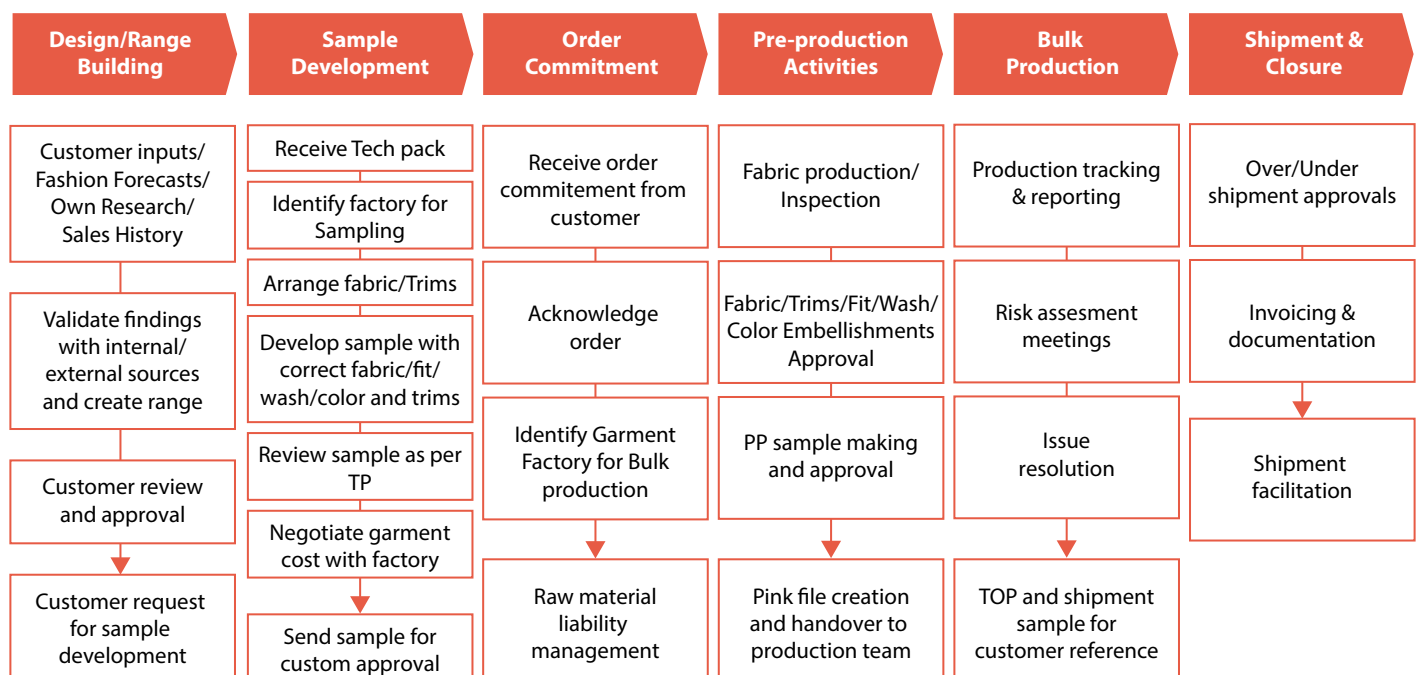 Design/Range
Building
Sample
Development
Order
Commitment
Pre-production
Activities
Bulk
Production
Shipment &
Closure
Customer inputs/
Fashion Forecasts/
Own Research/
Sales History
Validate findings
with internal/
external sources
and create range
Customer review
and approval
Customer request
for sample
development
Receive Tech pack
Identify factory for
Sampling
Arrange fabric/Trims
Develop sample with
correct fabric/fit/
wash/color and trims
Review sample as per
TP
Negotiate garment
cost with factory
Send sample for
custom approval
Receive order
commitement from
customer
Acknowledge
order
Identify Garment
Factory for Bulk
production
Raw material
liability
management
Fabric production/
Inspection
Fabric/Trims/Fit/Wash/
Color Embellishments
Approval
PP sample making
and approval
Pink file creation
and handover to
production team
Production tracking
& reporting
Risk assesment
meetings
Issue
resolution
TOP and shipment
sample for
customer reference
Over/Under
shipment approvals
Invoicing &
documentation
Shipment
facilitation